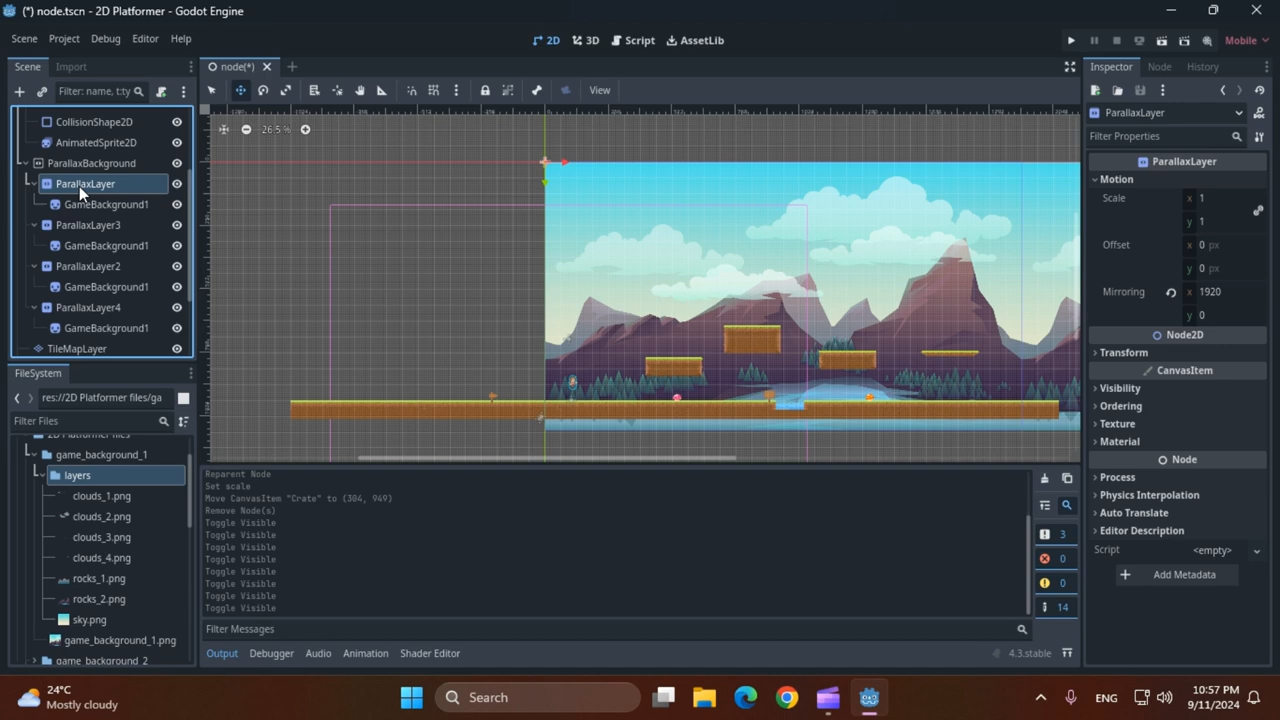 (*) node.tscn - 2D Platformer - Godot Engine
Scene Project Debug Editor Help
2D 3D Script AssetLib
Mobile
Scene Import
node(*)
Inspector Node History
Filter: name, t:ty
View
CollisionShape2D
AnimatedSprite2D
ParallaxBackground
ParallaxLayer
GameBackground1
ParallaxLayer3
GameBackground1
ParallaxLayer2
GameBackground1
ParallaxLayer4
GameBackground1
TileMapLayer
26.5 %
ParallaxLayer
Filter Properties
ParallaxLayer
Motion
Scale x 1
y 1
Offset x 0 px
y 0 px
Mirroring x 1920
y 0
Node2D
Transform
CanvasItem
Visibility
Ordering
Texture
Material
Node
Process
Physics Interpolation
Auto Translate
Editor Description
Script <empty>
Add Metadata
FileSystem
res://2D Platformer files/ga
Filter Files
2D Platformer files
game_background_1
layers
clouds_1.png
clouds_2.png
clouds_3.png
clouds_4.png
rocks_1.png
rocks_2.png
sky.png
game_background_1.png
game_background_2
Reparent Node
Set scale
Move CanvasItem "Crate" to (304, 949)
Remove Node(s)
Toggle Visible
Toggle Visible
Toggle Visible
Toggle Visible
Toggle Visible
Toggle Visible
Toggle Visible
Toggle Visible
3
0
0
14
Filter Messages
Output Debugger Audio Animation Shader Editor
4.3.stable
24°C
Mostly cloudy
Search
ENG
10:57 PM
9/11/2024